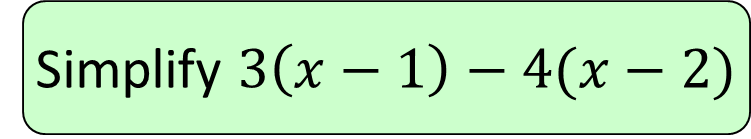 Simplify 3(x − 1) − 4(x − 2)